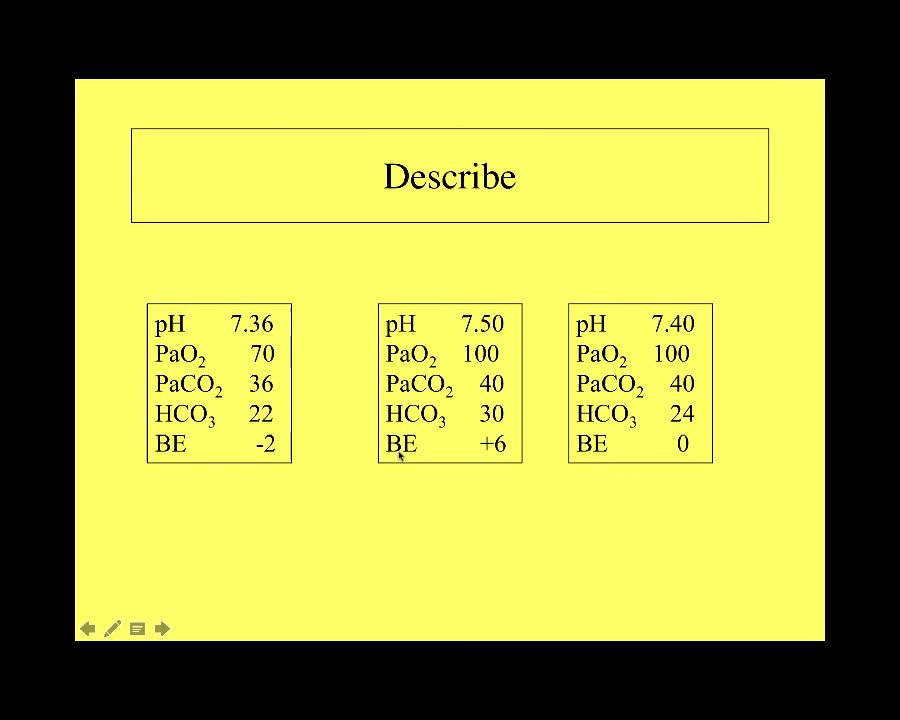 Describe
pH 7.36
PaO2 70
PaCO2 36
HCO3 22
BE -2
pH 7.50
PaO2 100
PaCO2 40
HCO3 30
BE +6
pH 7.40
PaO2 100
PaCO2 40
HCO3 24
BE 0